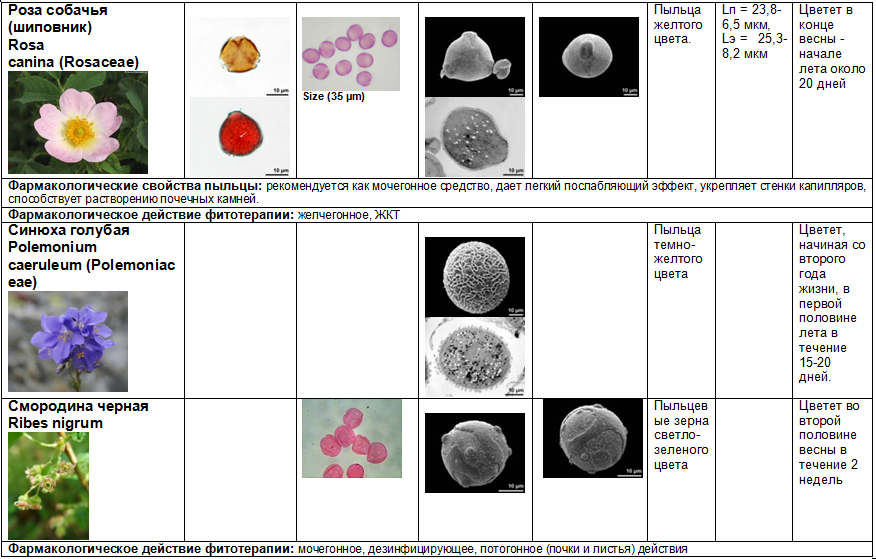 Роза собачья
(шиповник)
Rosa
canina (Rosaceae)
10 µm
10 µm
Size (35 µm)
10 µm
10 µm
10 µm
Пыльца
желтого
цвета.
Lп = 23,8-
6,5 мкм,
Lэ = 25,3-
8,2 мкм
Цветет в
конце
весны -
начале
лета около
20 дней
Фармакологические свойства пыльцы: рекомендуется как мочегонное средство, дает легкий послабляющий эффект, укрепляет стенки капилляров,
способствует растворению почечных камней.
Фармакологическое действие фитотерапии: желчегонное, ЖКТ
Синюха голубая
Polemonium
caeruleum (Polemoniac
eae)
10 µm
10 µm
Пыльца
темно-
желтого
цвета
Цветет,
начиная со
второго
года
жизни, в
первой
половине
лета в
течение
15-20
дней.
Смородина черная
Ribes nigrum
10 µm
10 µm
Пыльцев
ые зерна
светло-
зеленого
цвета
Цветет во
второй
половине
весны в
течение 2
недель
Фармакологическое действие фитотерапии: мочегонное, дезинфицирующее, потогонное (почки и листья) действия